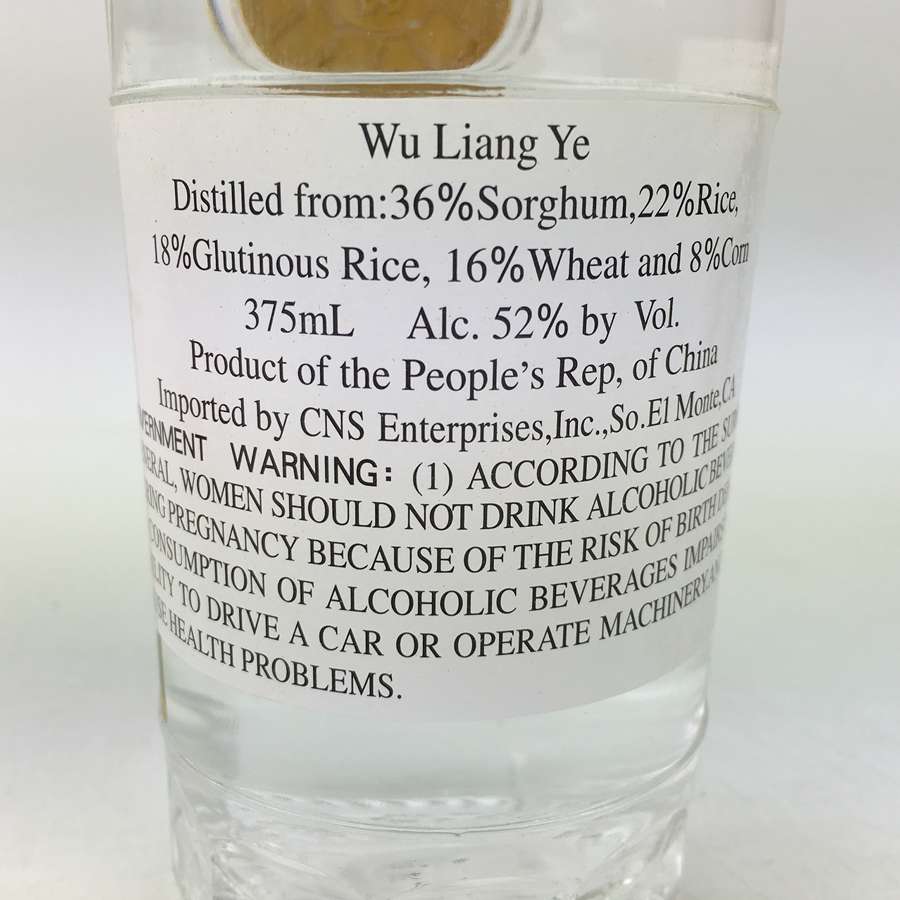 Wu Liang Ye
Distilled from:36%Sorghum,22%Rice,
18%Glutinous Rice, 16%Wheat and 8%Corn
375mL Alc. 52% by Vol.
Product of the People's Rep, of China
Imported by CNS Enterprises,Inc.,So.El Monte,CA
WARNING: (1) ACCORDING TO THE
WOMEN SHOULD NOT DRINK ALCOHOLIC
PREGNANCY BECAUSE OF THE RISK OF BIRTH
CONSUMPTION OF ALCOHOLIC BEVERAGES
TO DRIVE A CAR OR OPERATE MACHINERY,
HEALTH PROBLEMS.